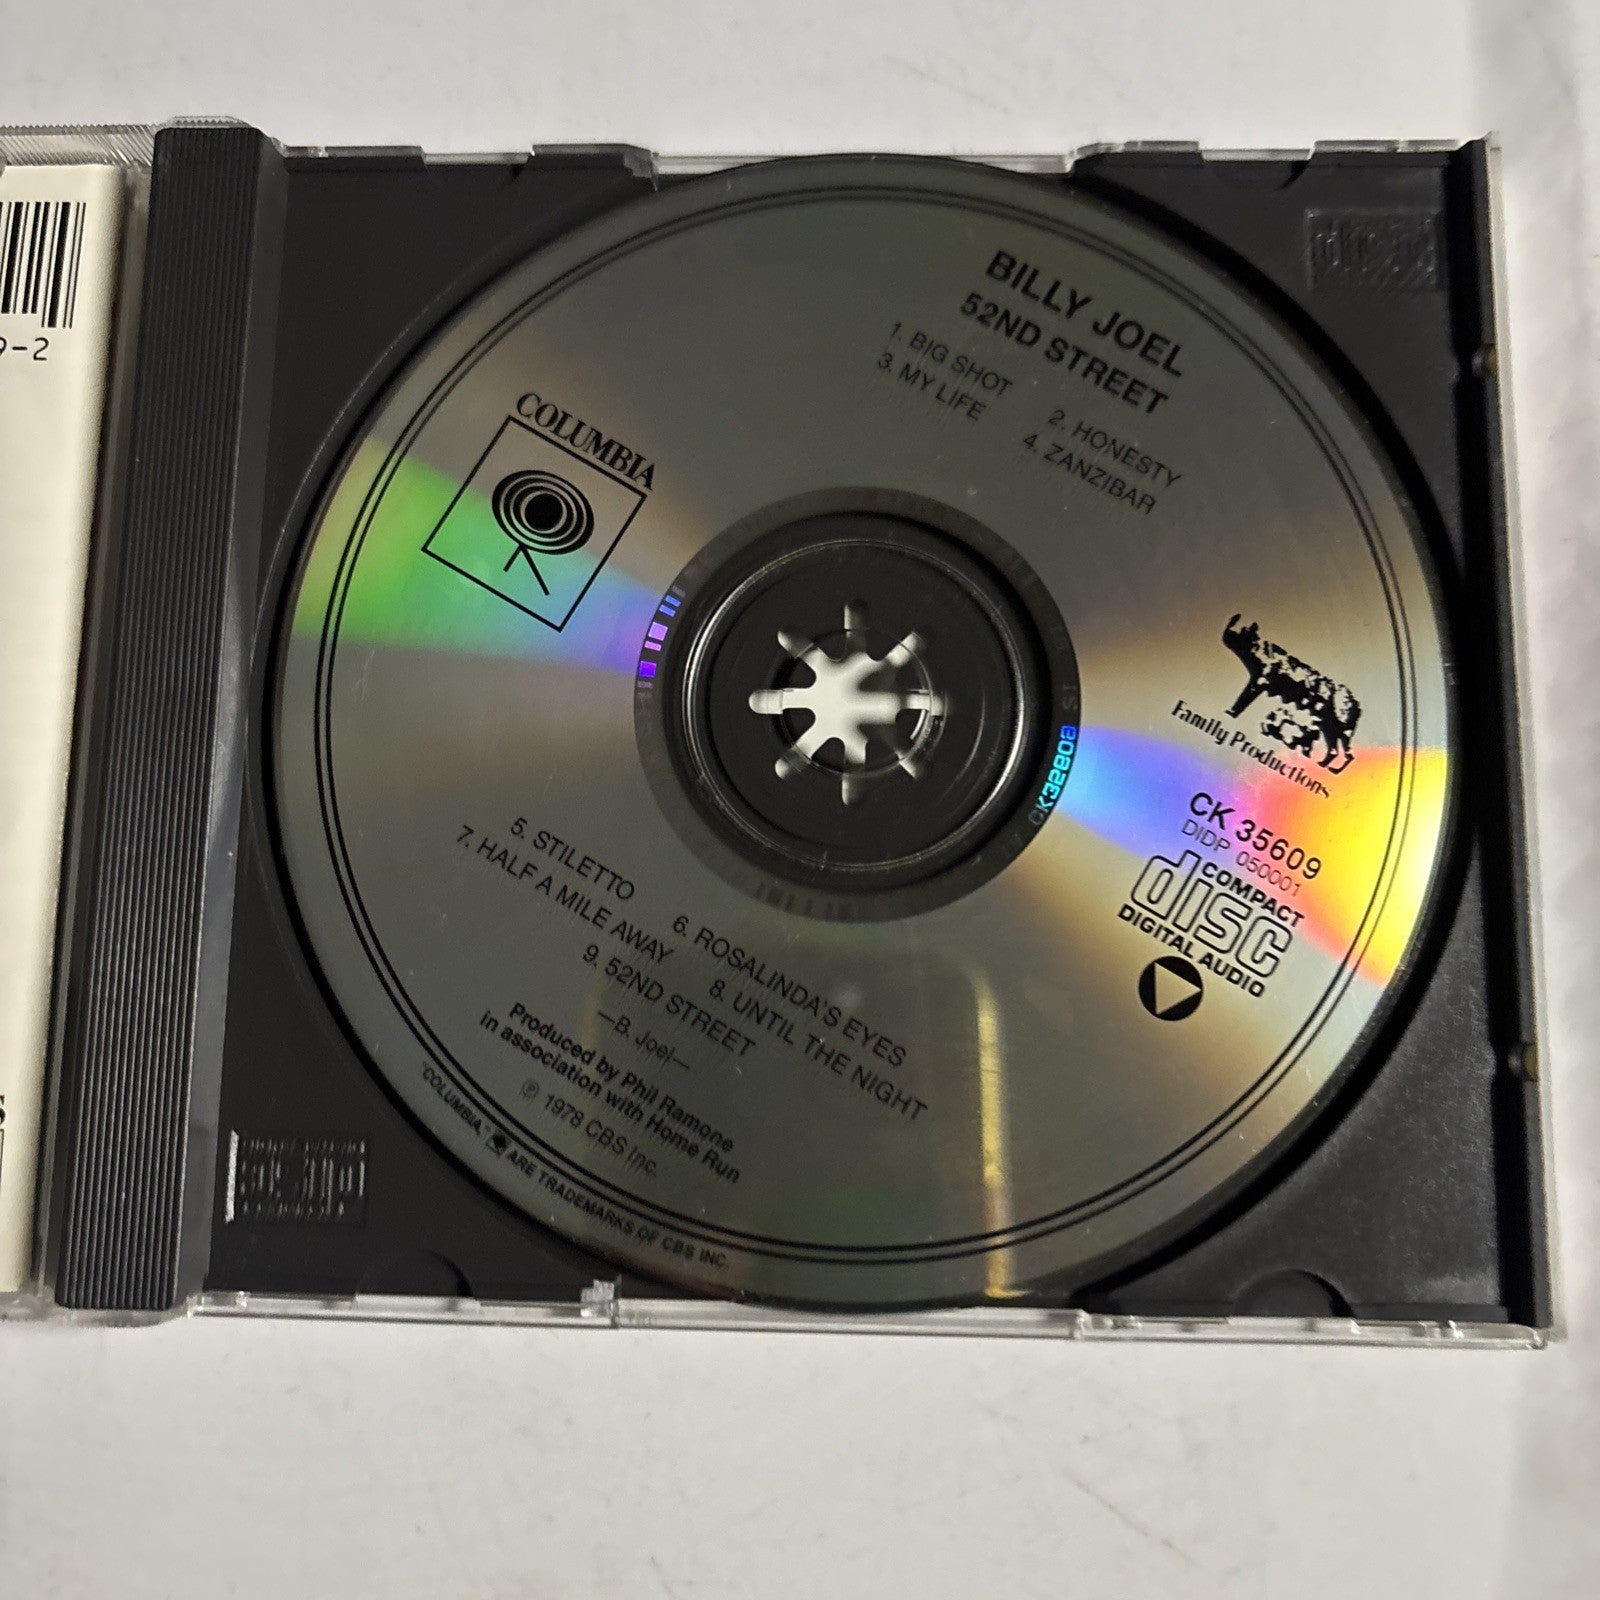 9-2
BILLY JOEL
52ND STREET
1. BIG SHOT 2. HONESTY
3. MY LIFE 4. ZANZIBAR
COLUMBIA
Family Productions
CK 35609
DIDP 050001
COMPACT
disc
DIGITAL AUDIO
5. STILETTO 6. ROSALINDA'S EYES
7. HALF A MILE AWAY 8. UNTIL THE NIGHT
9. 52ND STREET
—B. Joel—
Produced by Phil Ramone
in association with Home Run
℗ 1978 CBS Inc.
"COLUMBIA," ARE TRADEMARKS OF CBS INC.
S